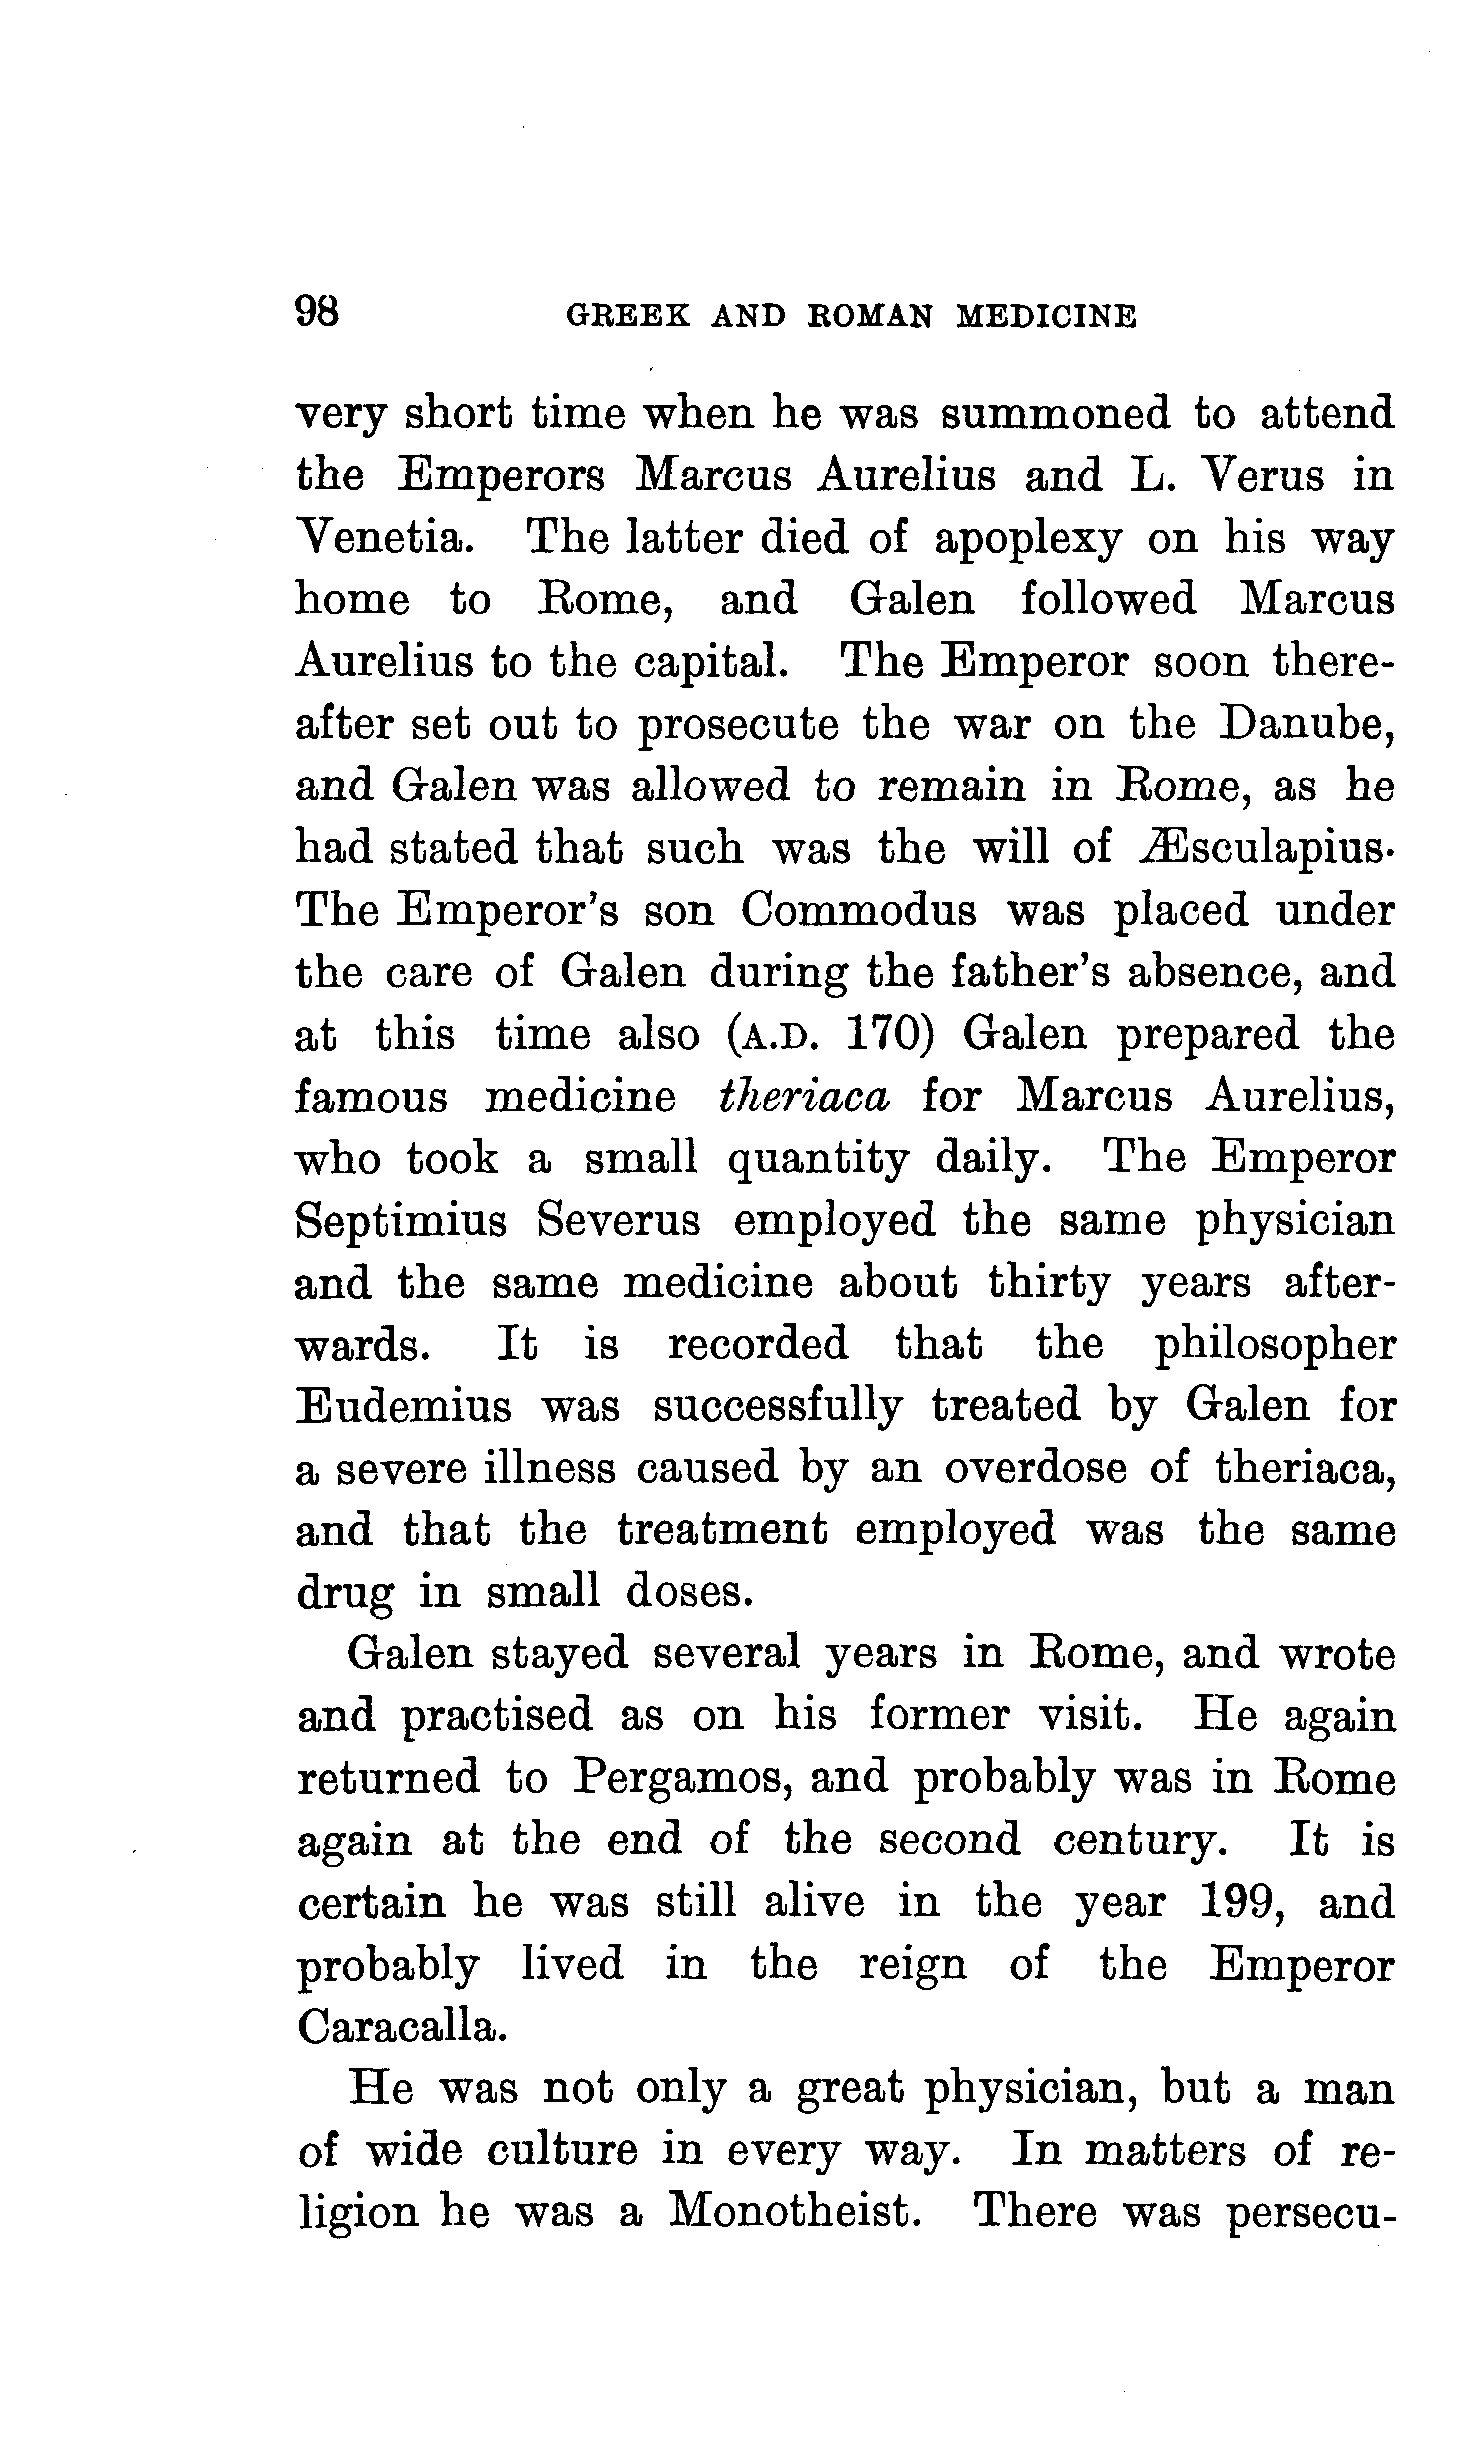 98 GREEK AND ROMAN MEDICINE
very short time when he was summoned to attend
the Emperors Marcus Aurelius and L. Verus in
Venetia. The latter died of apoplexy on his way
home to Rome, and Galen followed Marcus
Aurelius to the capital. The Emperor soon there-
after set out to prosecute the war on the Danube,
and Galen was allowed to remain in Rome, as he
had stated that such was the will of Æsculapius.
The Emperor's son Commodus was placed under
the care of Galen during the father's absence, and
at this time also (A.D. 170) Galen prepared the
famous medicine theriaca for Marcus Aurelius,
who took a small quantity daily. The Emperor
Septimius Severus employed the same physician
and the same medicine about thirty years after-
wards. It is recorded that the philosopher
Eudemius was successfully treated by Galen for
a severe illness caused by an overdose of theriaca,
and that the treatment employed was the same
drug in small doses.
Galen stayed several years in Rome, and wrote
and practised as on his former visit. He again
returned to Pergamos, and probably was in Rome
again at the end of the second century. It is
certain he was still alive in the year 199, and
probably lived in the reign of the Emperor
Caracalla.
He was not only a great physician, but a man
of wide culture in every way. In matters of re-
ligion he was a Monotheist. There was persecu-